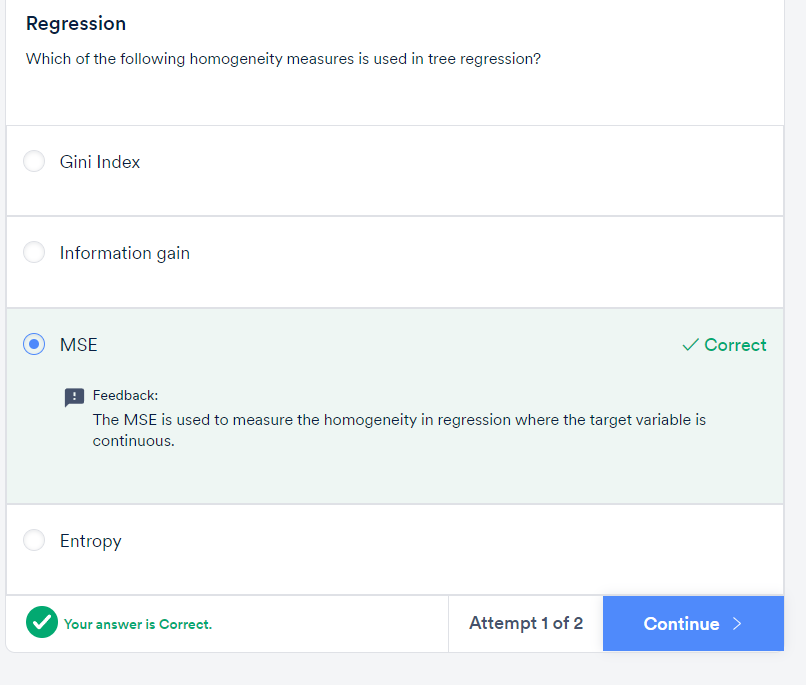 Regression
Which of the following homogeneity measures is used in tree regression?
Gini Index
Information gain
MSE
Correct
Feedback:
The MSE is used to measure the homogeneity in regression where the target variable is
continuous.
Entropy
Your answer is Correct.
Attempt 1 of 2
Continue